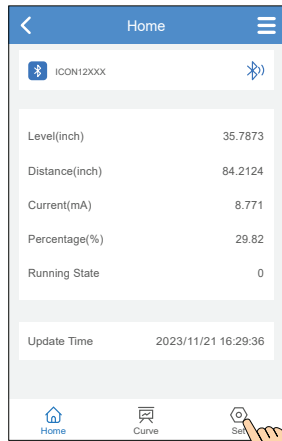 Home
ICON12XXX
Level(inch) 35.7873
Distance(inch) 84.2124
Current(mA) 8.771
Percentage(%) 29.82
Running State 0
Update Time 2023/11/21 16:29:36
Home Curve Set